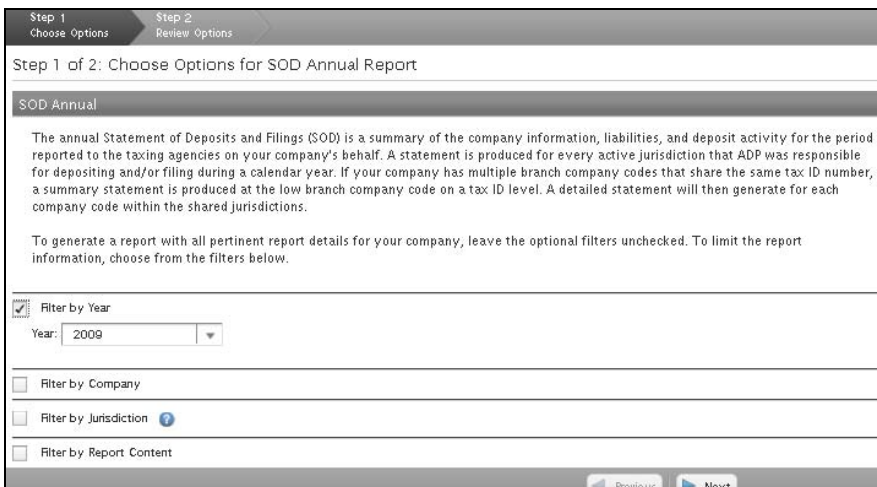 Step 1
Choose Options
Step 2
Review Options
Step 1 of 2: Choose Options for SOD Annual Report
SOD Annual
The annual Statement of Deposits and Filings (SOD) is a summary of the company information, liabilities, and deposit activity for the period
reported to the taxing agencies on your company's behalf. A statement is produced for every active jurisdiction that ADP was responsible
for depositing and/or filing during a calendar year. If your company has multiple branch company codes that share the same tax ID number,
a summary statement is produced at the low branch company code on a tax ID level. A detailed statement will then generate for each
company code within the shared jurisdictions.
To generate a report with all pertinent report details for your company, leave the optional filters unchecked. To limit the report
information, choose from the filters below.
Filter by Year
Year: 2009
Filter by Company
Filter by Jurisdiction ?
Filter by Report Content
Previous Next